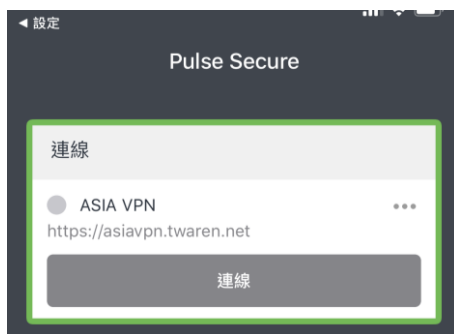 ◀ 設定
Pulse Secure
連線
ASIA VPN
https://asiavpn.twaren.net
連線